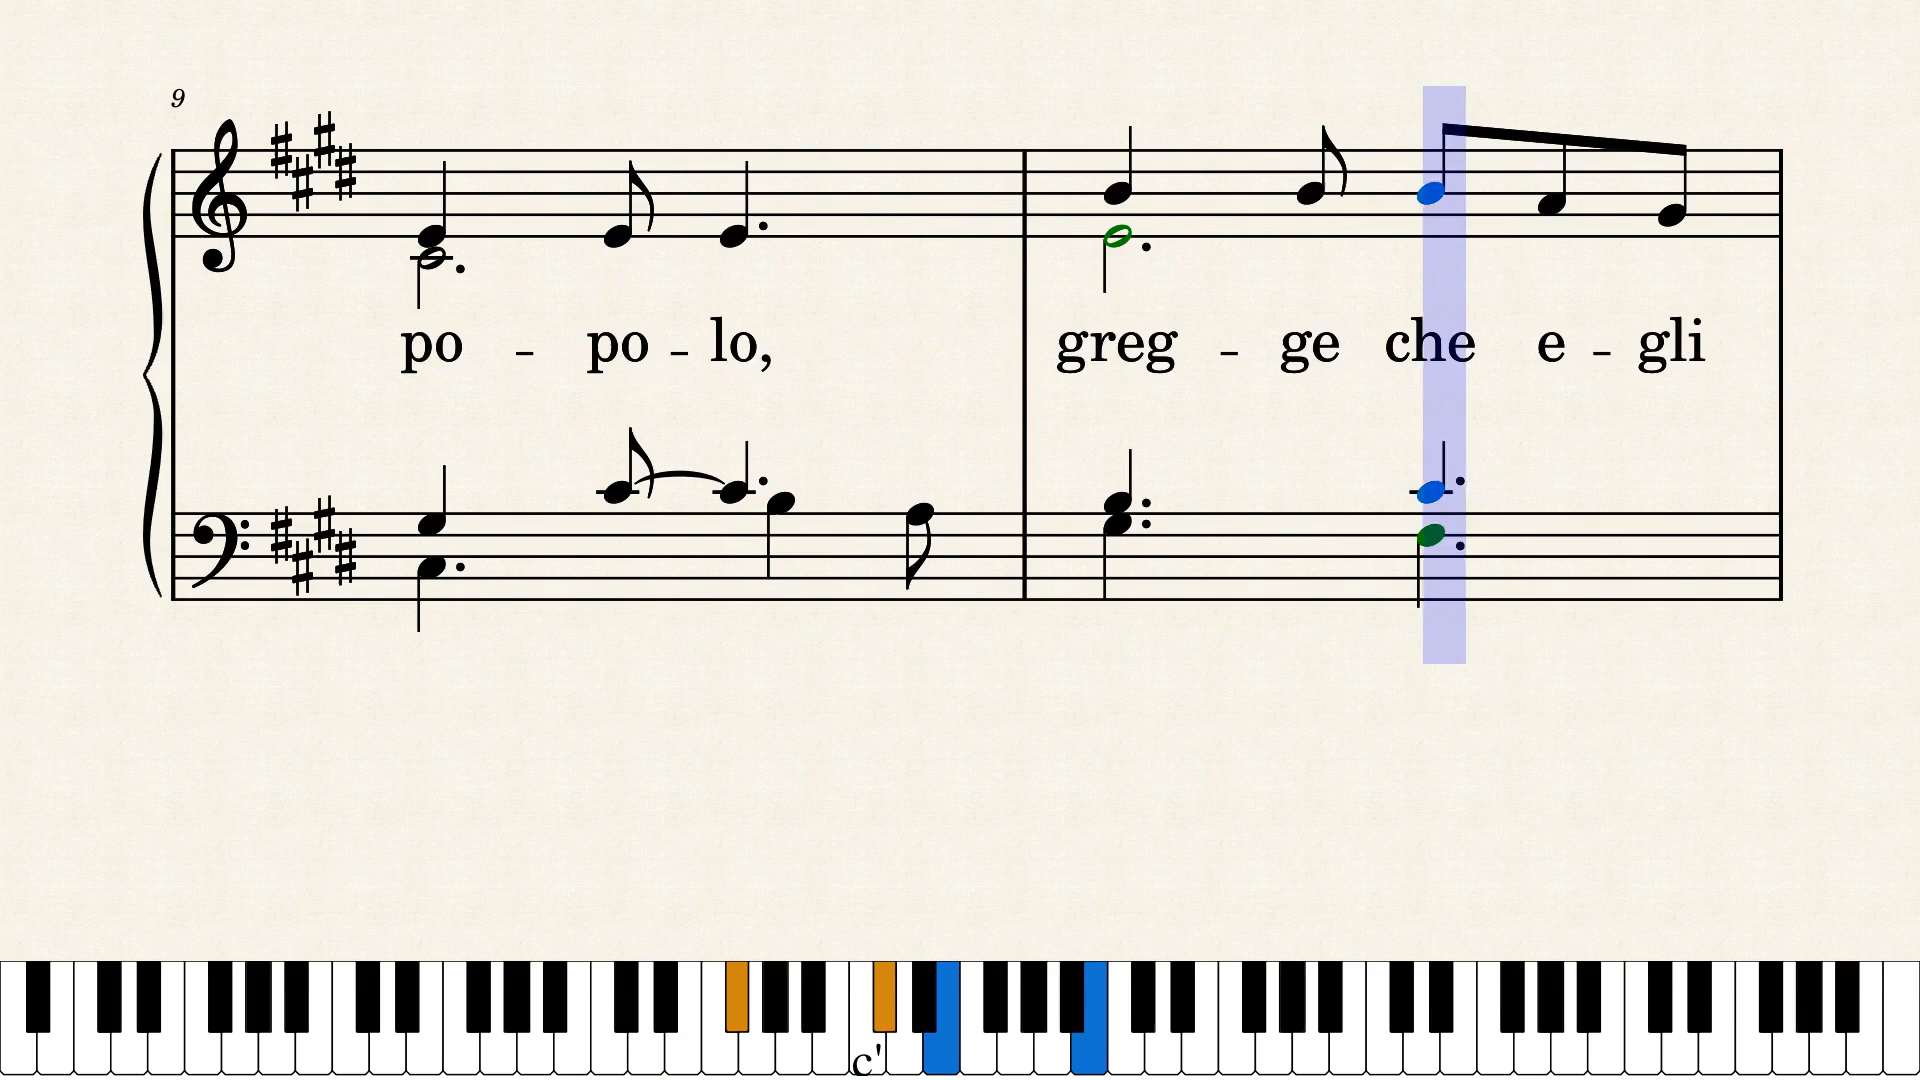 9
po - po - lo, greg - ge che e - gli
c'